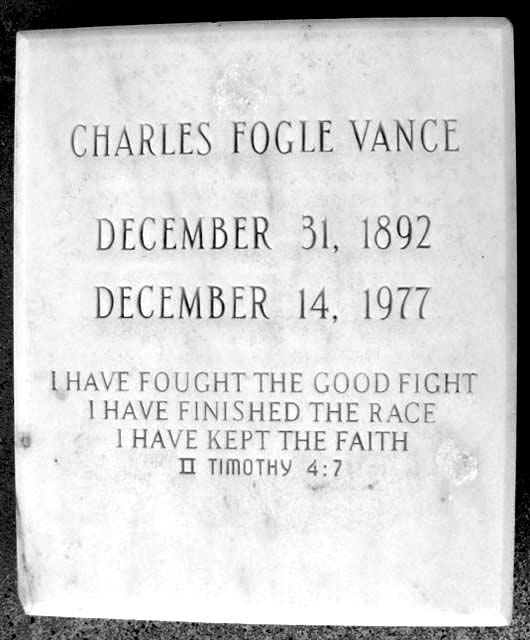 CHARLES FOGLE VANCE
DECEMBER 31, 1892
DECEMBER 14, 1977
I HAVE FOUGHT THE GOOD FIGHT
I HAVE FINISHED THE RACE
I HAVE KEPT THE FAITH
II TIMOTHY 4:7